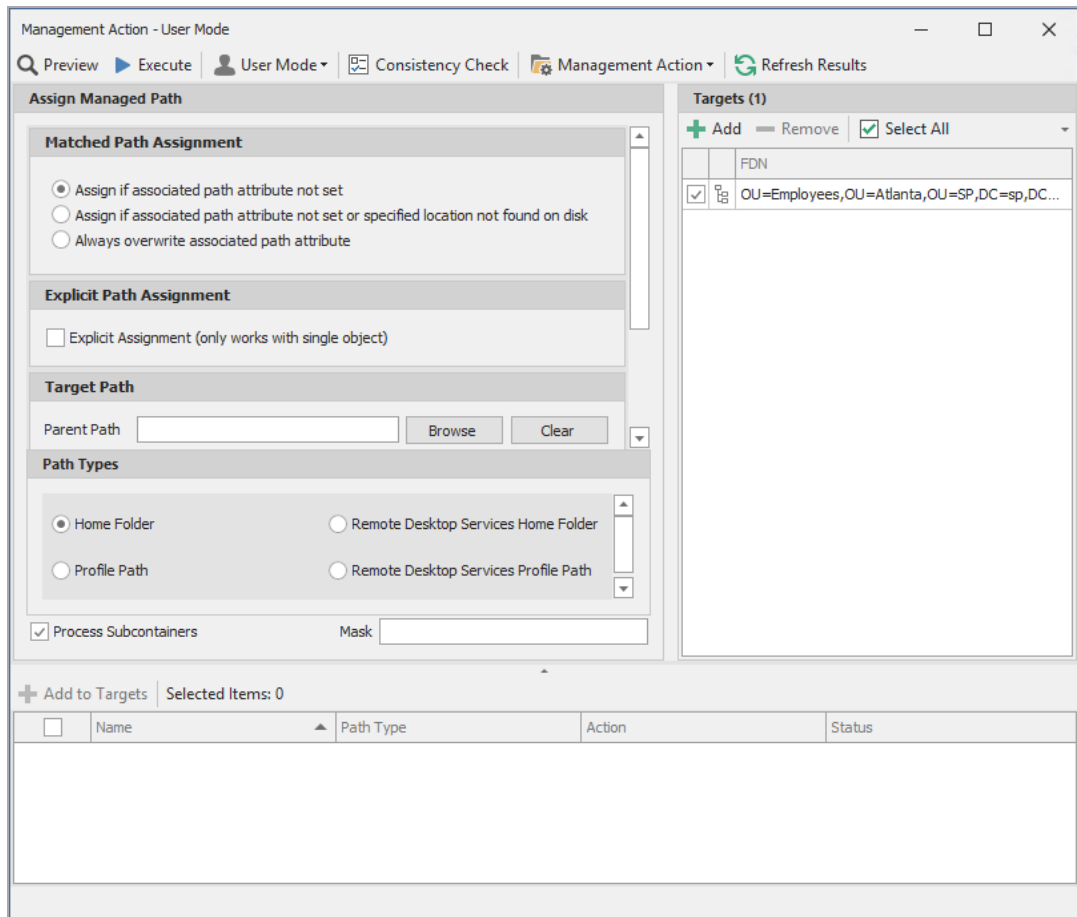 Management Action - User Mode
Preview Execute User Mode Consistency Check Management Action Refresh Results
Assign Managed Path
Matched Path Assignment
Assign if associated path attribute not set
Assign if associated path attribute not set or specified location not found on disk
Always overwrite associated path attribute
Explicit Path Assignment
Explicit Assignment (only works with single object)
Target Path
Parent Path Browse Clear
Path Types
Home Folder Remote Desktop Services Home Folder
Profile Path Remote Desktop Services Profile Path
Process Subcontainers Mask
Targets (1)
Add Remove Select All
FDN
OU=Employees,OU=Atlanta,OU=SP,DC=sp,DC...
Add to Targets Selected Items: 0
Name Path Type Action Status